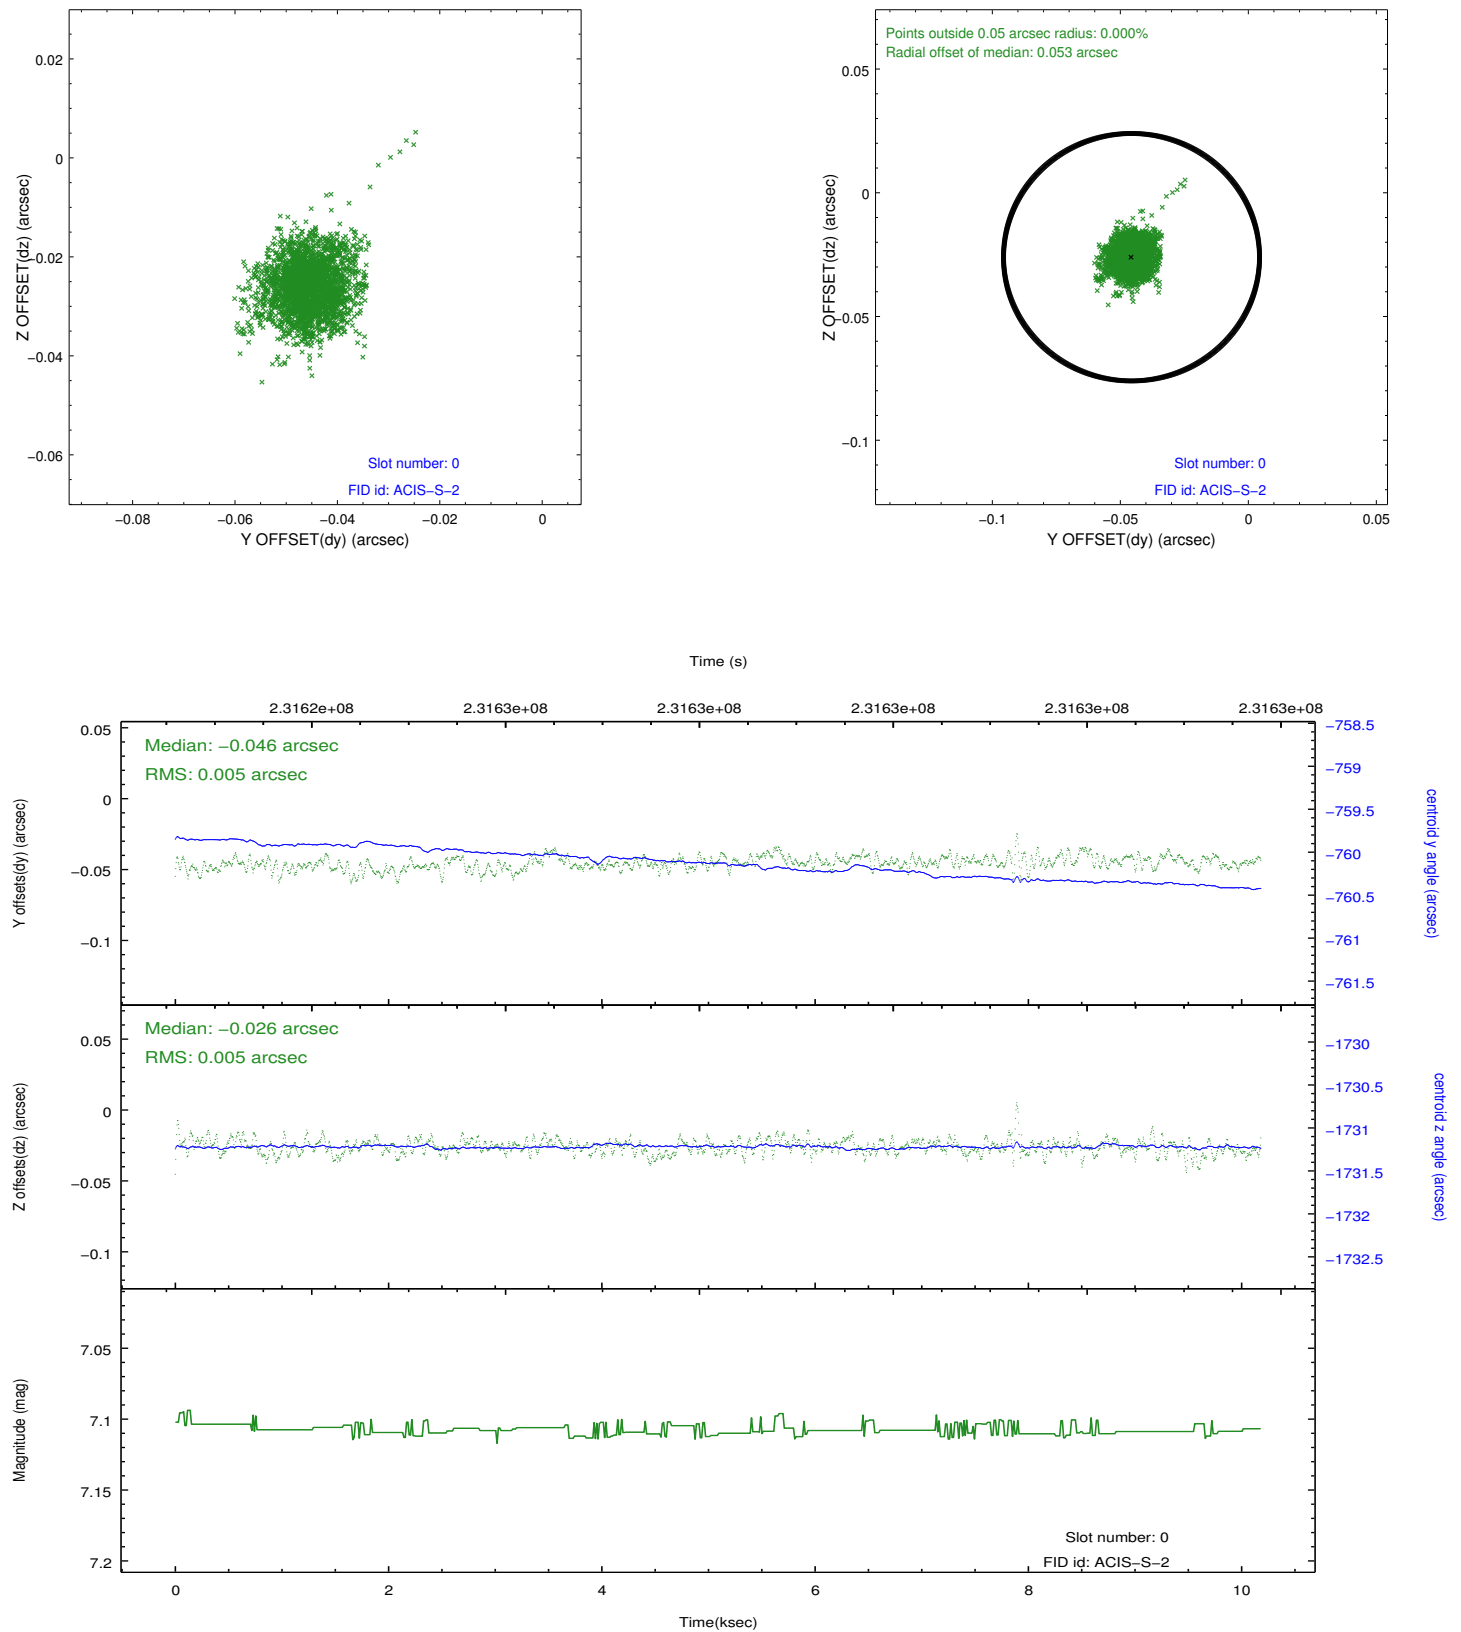 0.02
0
−0.02
−0.04
−0.06
Z OFFSET(dz) (arcsec)
Slot number: 0
FID id: ACIS−S−2
−0.08
−0.06
−0.04
−0.02
0
Y OFFSET(dy) (arcsec)
Points outside 0.05 arcsec radius: 0.000%
Radial offset of median: 0.053 arcsec
0.05
0
−0.05
−0.1
Z OFFSET(dz) (arcsec)
Slot number: 0
FID id: ACIS−S−2
−0.1
−0.05
0
0.05
Y OFFSET(dy) (arcsec)
Time (s)
2.3162e+08
2.3163e+08
2.3163e+08
2.3163e+08
2.3163e+08
2.3163e+08
Median: −0.046 arcsec
RMS: 0.005 arcsec
0.05
0
−0.05
−0.1
Y offsets(dy) (arcsec)
−758.5
−759
−759.5
−760
−760.5
−761
−761.5
centroid y angle (arcsec)
Median: −0.026 arcsec
RMS: 0.005 arcsec
0.05
0
−0.05
−0.1
Z offsets(dz) (arcsec)
−1730
−1730.5
−1731
−1731.5
−1732
−1732.5
centroid z angle (arcsec)
7.05
7.1
7.15
7.2
Magnitude (mag)
Slot number: 0
FID id: ACIS−S−2
0
2
4
6
8
10
Time(ksec)